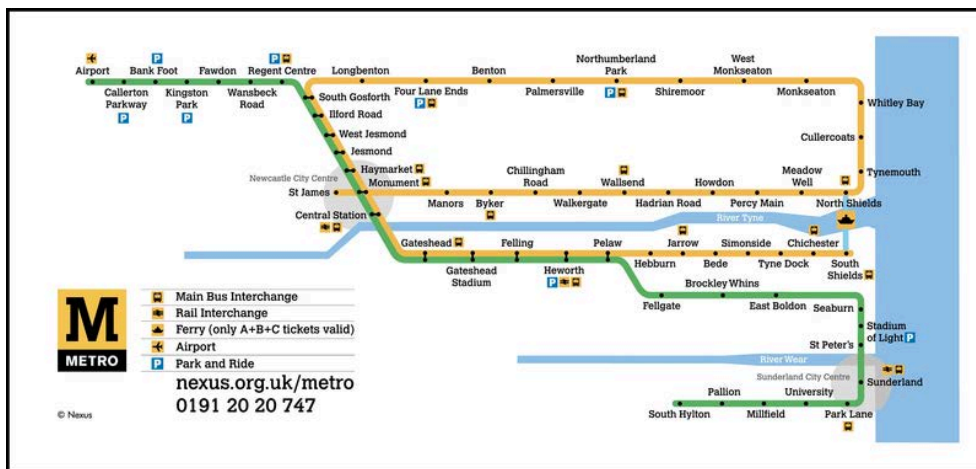 Airport
Callerton
Parkway
Bank Foot
Kingston
Park
Fawdon
Wansbeck
Road
Regent Centre
Longbenton
Four Lane Ends
Benton
Palmersville
Northumberland
Park
Shiremoor
West
Monkseaton
Monkseaton
Whitley Bay
Cullercoats
Tynemouth
South Gosforth
Ilford Road
West Jesmond
Jesmond
Haymarket
Newcastle City Centre
Monument
St James
Central Station
Manors
Byker
Chillingham
Road
Walkergate
Wallsend
Hadrian Road
Howdon
Percy Main
Meadow
Well
North Shields
River Tyne
Gateshead
Gateshead
Stadium
Felling
Heworth
Pelaw
Hebburn
Jarrow
Bede
Simonside
Tyne Dock
Chichester
South
Shields
Fellgate
Brockley Whins
East Boldon
Seaburn
Stadium
of Light
St Peter's
River Wear
Sunderland City Centre
Sunderland
South Hylton
Pallion
Millfield
University
Park Lane
M
METRO
Main Bus Interchange
Rail Interchange
Ferry (only A+B+C tickets valid)
Airport
P Park and Ride
nexus.org.uk/metro
0191 20 20 747
© Nexus